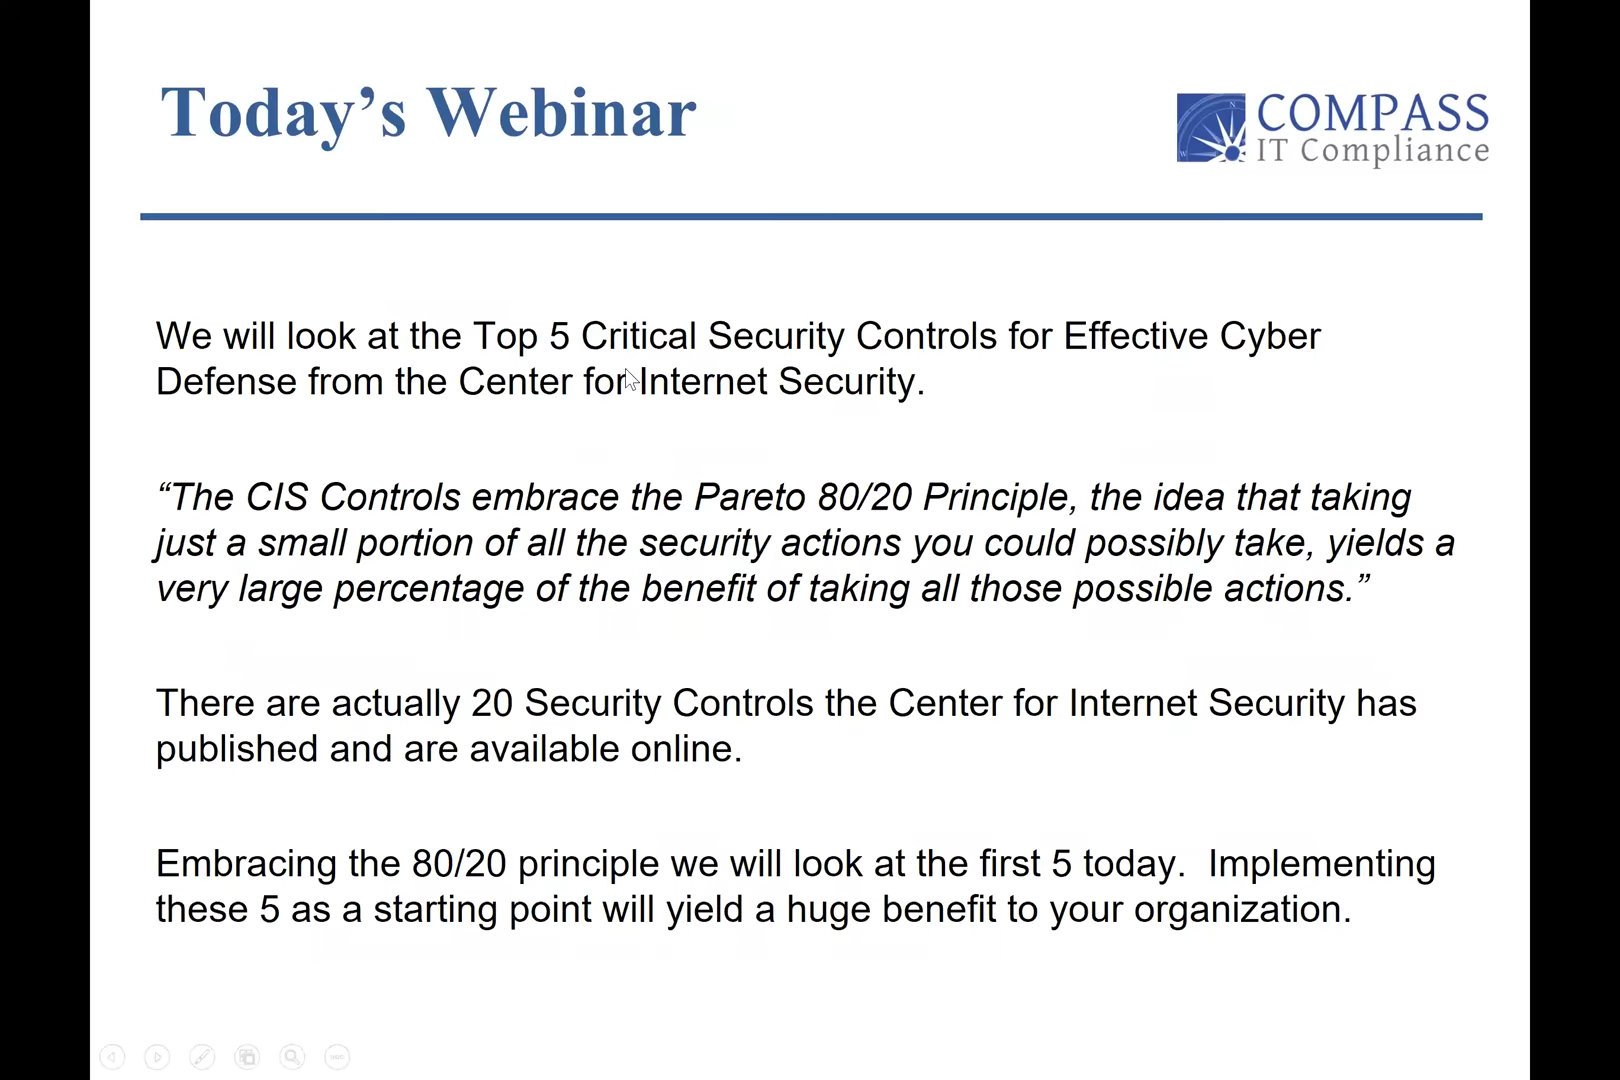 Today’s Webinar
COMPASS
IT Compliance
We will look at the Top 5 Critical Security Controls for Effective Cyber
Defense from the Center for Internet Security.
“The CIS Controls embrace the Pareto 80/20 Principle, the idea that taking
just a small portion of all the security actions you could possibly take, yields a
very large percentage of the benefit of taking all those possible actions.”
There are actually 20 Security Controls the Center for Internet Security has
published and are available online.
Embracing the 80/20 principle we will look at the first 5 today.  Implementing
these 5 as a starting point will yield a huge benefit to your organization.